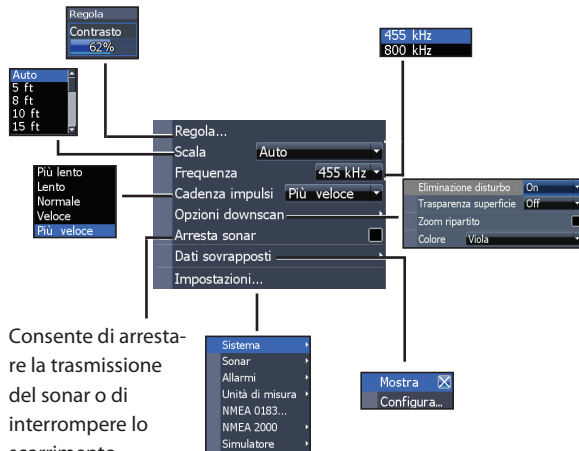 Regola
Contrasto
62%
455 kHz
800 kHz
Auto
5 ft
8 ft
10 ft
15 ft
Regola...
Scala Auto
Frequenza 455 kHz
Cadenza impulsi Più veloce
Opzioni downscan
Arresta sonar
Dati sovrapposti
Impostazioni...
Più lento
Lento
Normale
Veloce
Più veloce
Eliminazione disturbo On
Trasparenza superficie Off
Zoom ripartito
Colore Viola
Consente di arresta-
re la trasmissione
del sonar o di
interrompere lo
scorrimento
Sistema
Sonar
Allarmi
Unità di misura
NMEA 0183...
NMEA 2000
Simulatore
Mostra
Configura...